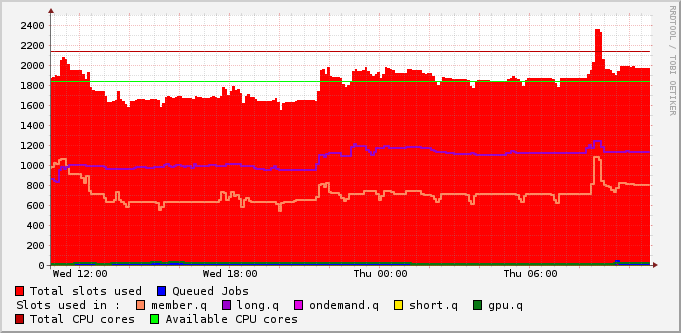 2400
2200
2000
1800
1600
1400
1200
1000
800
600
400
200
0
Wed 12:00 Wed 18:00 Thu 00:00 Thu 06:00
Total slots used Queued Jobs
Slots used in : member.q long.q ondemand.q short.q gpu.q
Total CPU cores Available CPU cores
RRDTOOL / TOBI OETIKER